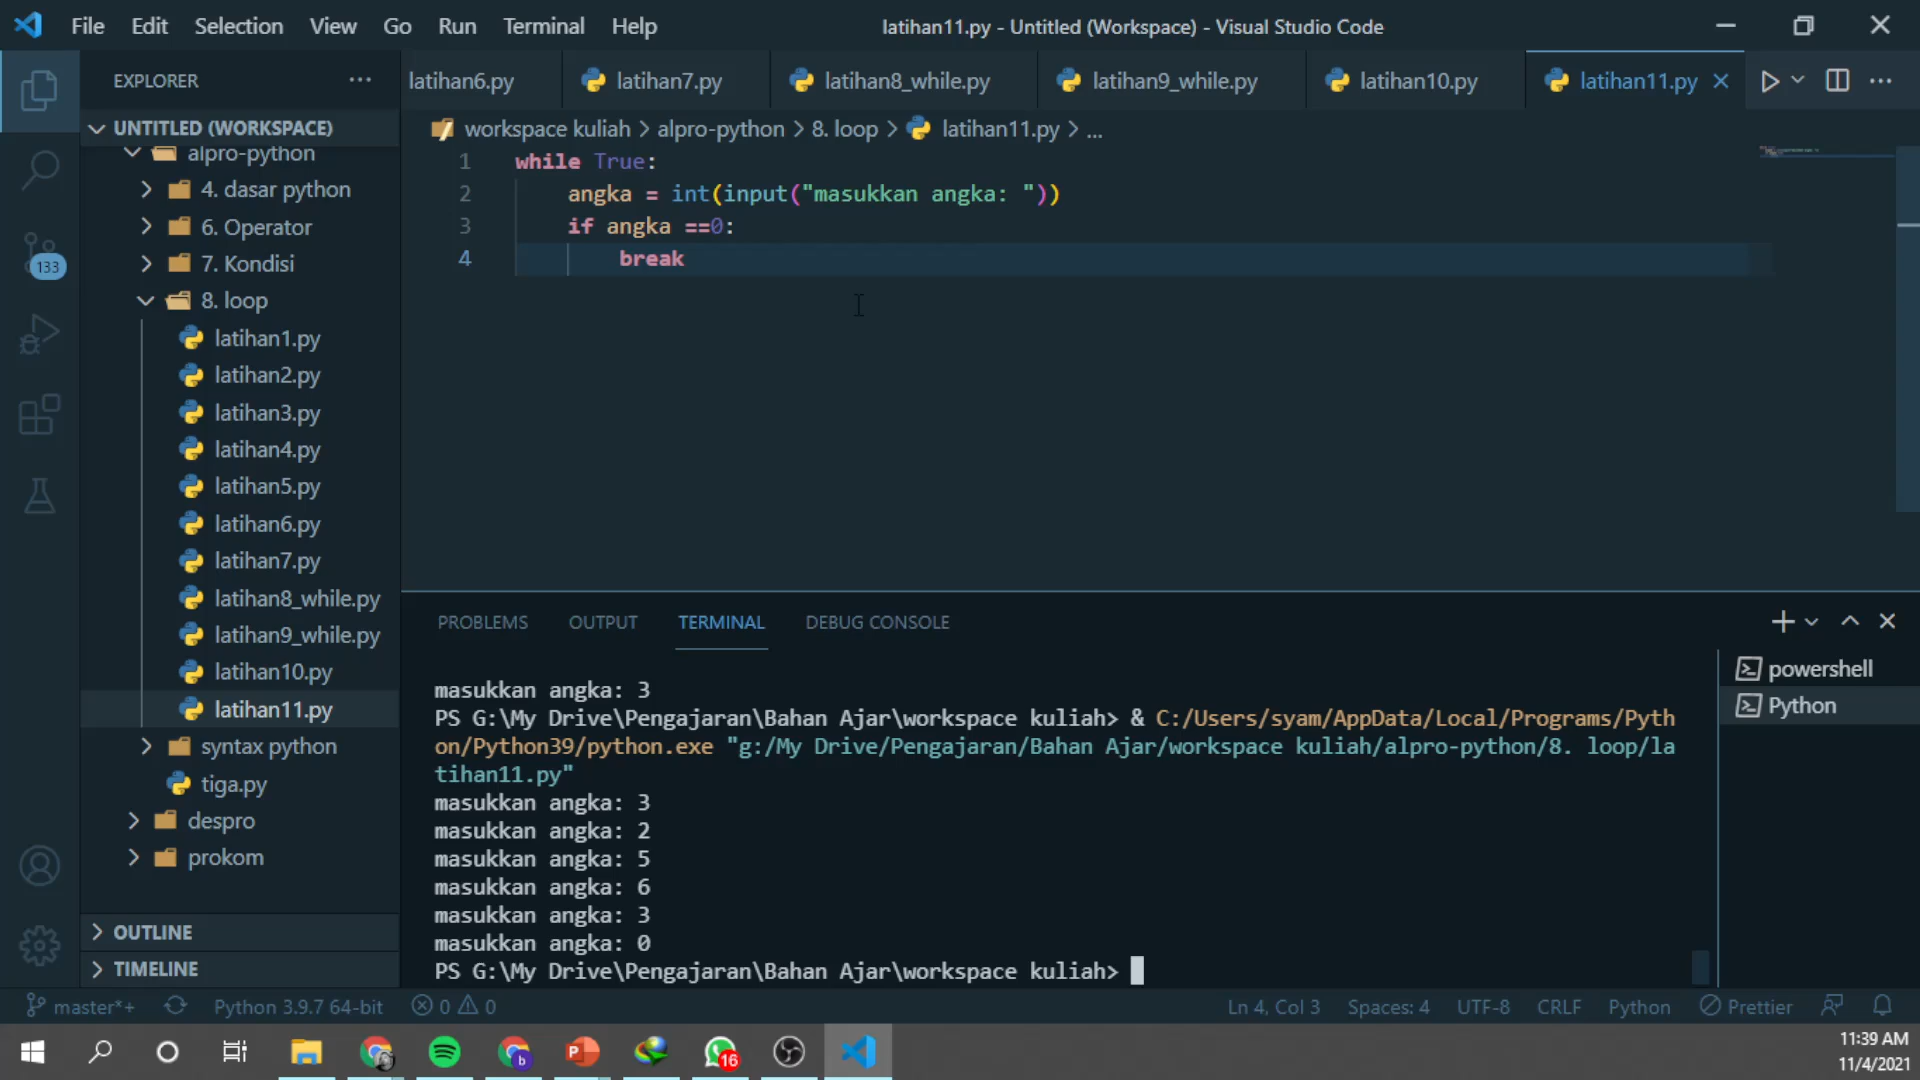 File Edit Selection View Go Run Terminal Help
latihan11.py - Untitled (Workspace) - Visual Studio Code
EXPLORER
UNTITLED (WORKSPACE)
alpro-python
4. dasar python
6. Operator
7. Kondisi
8. loop
latihan1.py
latihan2.py
latihan3.py
latihan4.py
latihan5.py
latihan6.py
latihan7.py
latihan8_while.py
latihan9_while.py
latihan10.py
latihan11.py
syntax python
tiga.py
despro
prokom
OUTLINE
TIMELINE
133
latihan6.py latihan7.py latihan8_while.py latihan9_while.py latihan10.py latihan11.py
workspace kuliah > alpro-python > 8. loop > latihan11.py > ...
1 while True:
2 angka = int(input("masukkan angka: "))
3 if angka ==0:
4 break
PROBLEMS OUTPUT TERMINAL DEBUG CONSOLE
masukkan angka: 3
PS G:\My Drive\Pengajaran\Bahan Ajar\workspace kuliah> & C:/Users/syam/AppData/Local/Programs/Pyth
on/Python39/python.exe "g:/My Drive/Pengajaran/Bahan Ajar/workspace kuliah/alpro-python/8. loop/la
tihan11.py"
masukkan angka: 3
masukkan angka: 2
masukkan angka: 5
masukkan angka: 6
masukkan angka: 3
masukkan angka: 0
PS G:\My Drive\Pengajaran\Bahan Ajar\workspace kuliah>
powershell
Python
master*+ Python 3.9.7 64-bit 0 0 Ln 4, Col 3 Spaces: 4 UTF-8 CRLF Python Prettier
b P 16
11:39 AM
11/4/2021